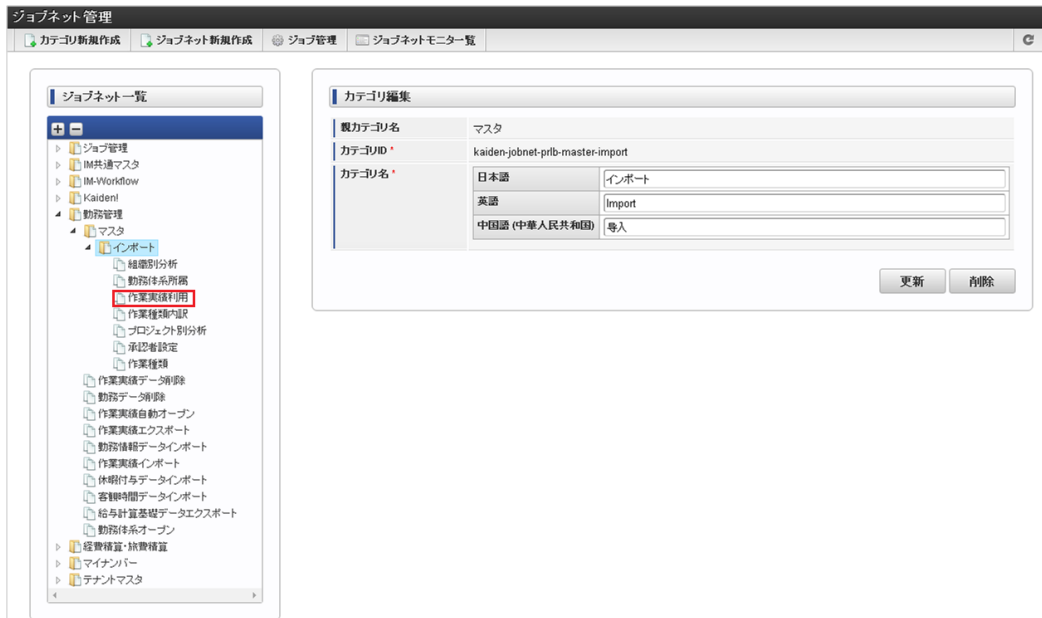 ジョブネット管理
カテゴリ新規作成
ジョブネット新規作成
ジョブ管理
ジョブネットモニター覧
ジョブネット一覧
ジョブ管理
IM共通マスタ
IM-Workflow
Kaiden!
勤務管理
マスタ
インポート
組織別分析
勤務体系所属
作業実績利用
作業種類内訳
プロジェクト別分析
承認者設定
作業種類
作業実績データ削除
勤務データ削除
作業実績自動オープン
作業実績エクスポート
勤務情報データインポート
作業実績インポート
休暇付与データインポート
客観時間データインポート
給与計算基礎データエクスポート
勤務体系オープン
経費精算・旅費精算
マイナンバー
テナントマスタ
カテゴリ編集
親カテゴリ名 マスタ
カテゴリID * kaiden-jobnet-prlb-master-import
カテゴリ名 *
日本語 インポート
英語 Import
中国語 (中華人民共和国) 导入
更新
削除